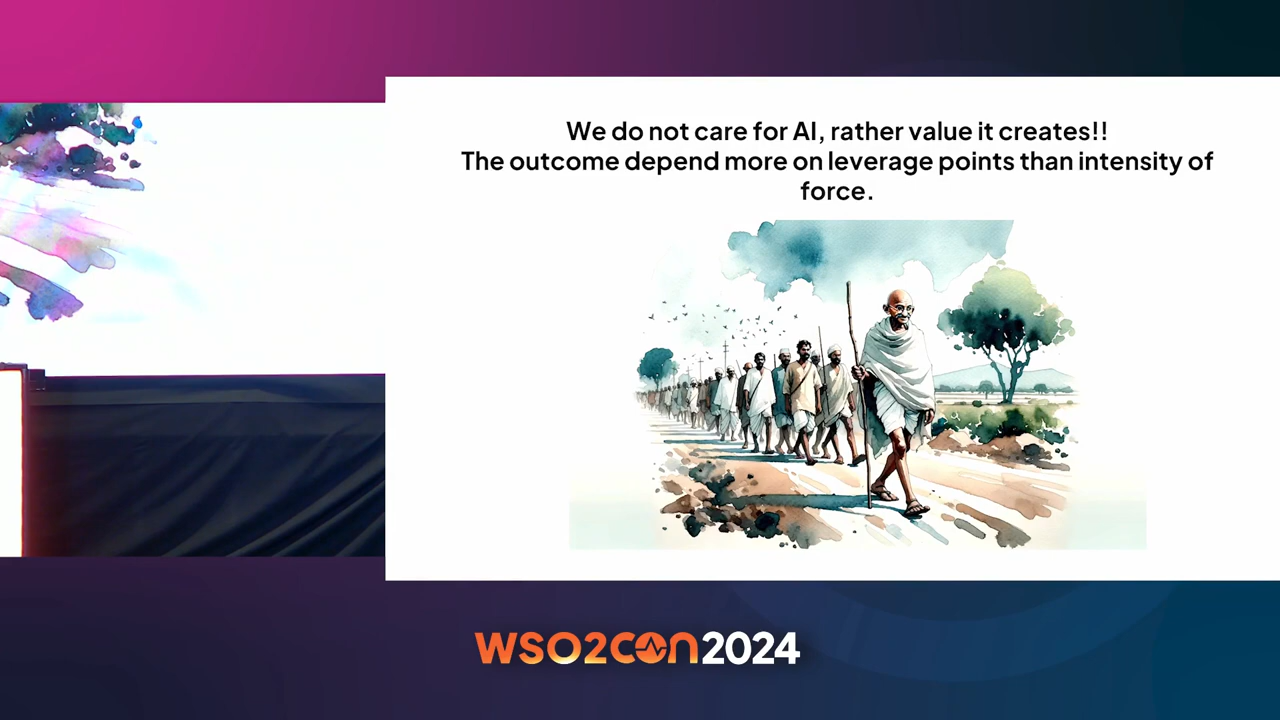 We do not care for AI, rather value it creates!!
The outcome depend more on leverage points than intensity of
force.
WSO2CON2024